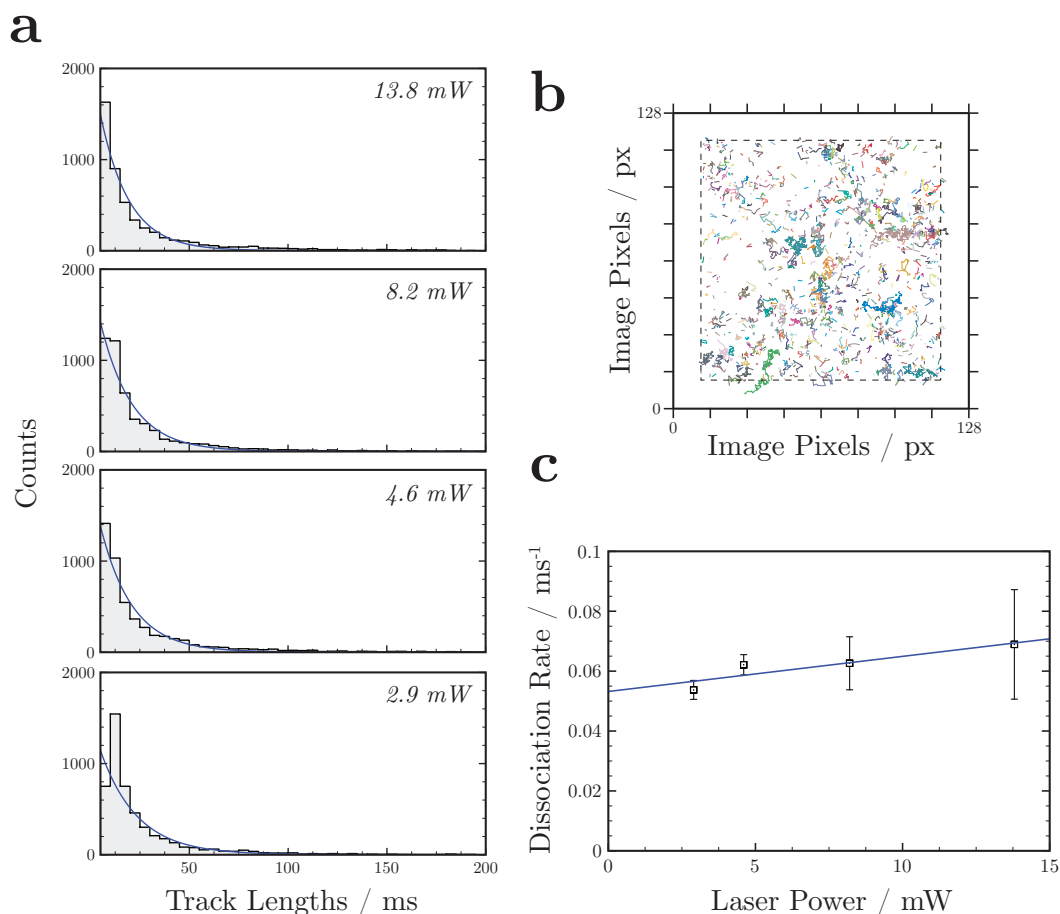 a
2000
13.8 mW
1000
0
2000
8.2 mW
1000
0
2000
4.6 mW
1000
0
2000
2.9 mW
1000
0
50
100
150
200
Counts
Track Lengths / ms
b
128
0
0
128
Image Pixels / px
Image Pixels / px
c
0.1
0.08
0.06
0.04
0.02
0
0
5
10
15
Dissociation Rate / ms⁻¹
Laser Power / mW